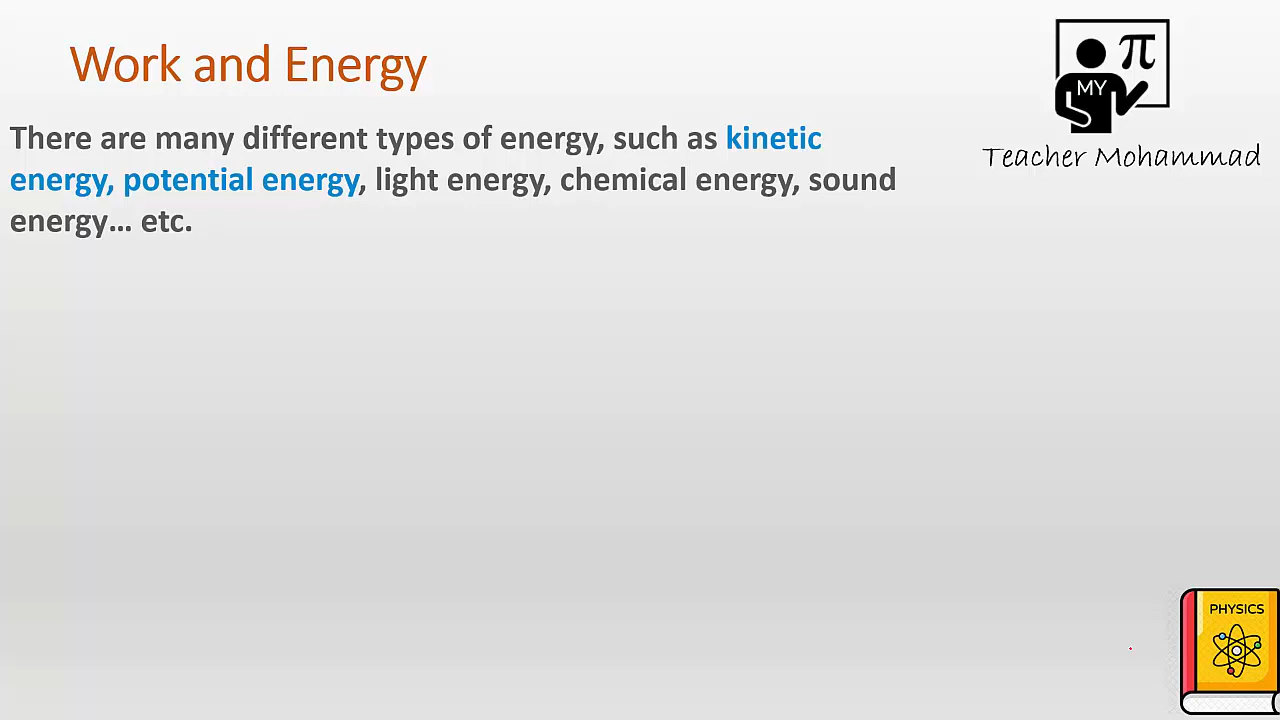 Work and Energy
There are many different types of energy, such as kinetic
energy, potential energy, light energy, chemical energy, sound
energy... etc.
π
MY
Teacher Mohammad
PHYSICS